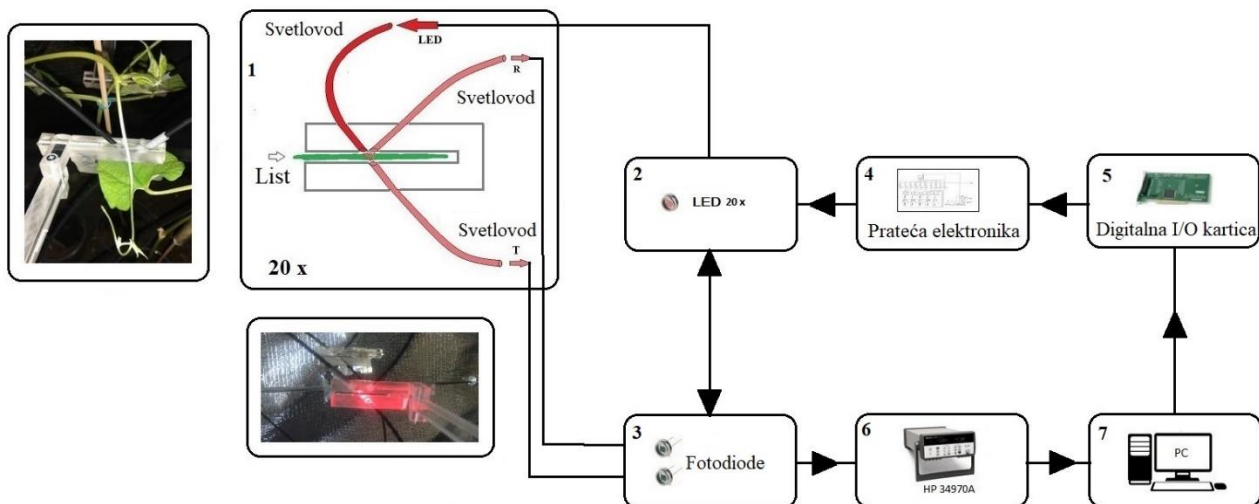 1
Svetlovod
LED
R
Svetlovod
List
Svetlovod
T
20 x
2
LED 20 x
4
Prateća elektronika
5
Digitalna I/O kartica
3
Fotodiode
6
HP 34970A
7
PC